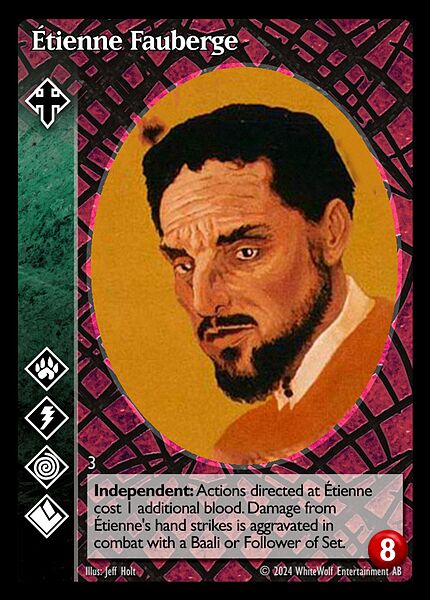 Étienne Fauberge
3
Independent: Actions directed at Étienne
cost 1 additional blood. Damage from
Étienne's hand strikes is aggravated in
combat with a Baali or Follower of Set.
8
Illus: Jeff Holt
© 2024 WhiteWolf Entertainment AB